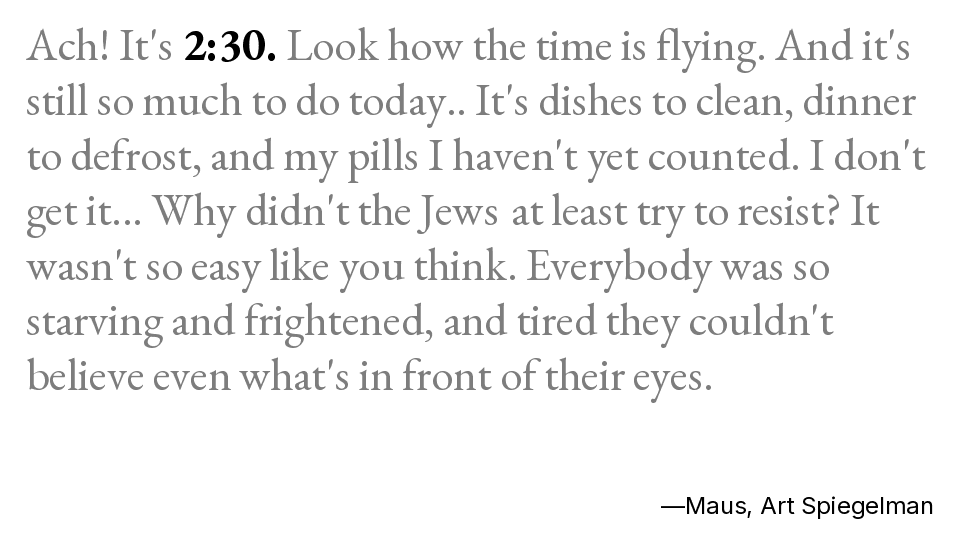 Ach! It's 2:30. Look how the time is flying. And it's
still so much to do today.. It's dishes to clean, dinner
to defrost, and my pills I haven't yet counted. I don't
get it... Why didn't the Jews at least try to resist? It
wasn't so easy like you think. Everybody was so
starving and frightened, and tired they couldn't
believe even what's in front of their eyes.
—Maus, Art Spiegelman